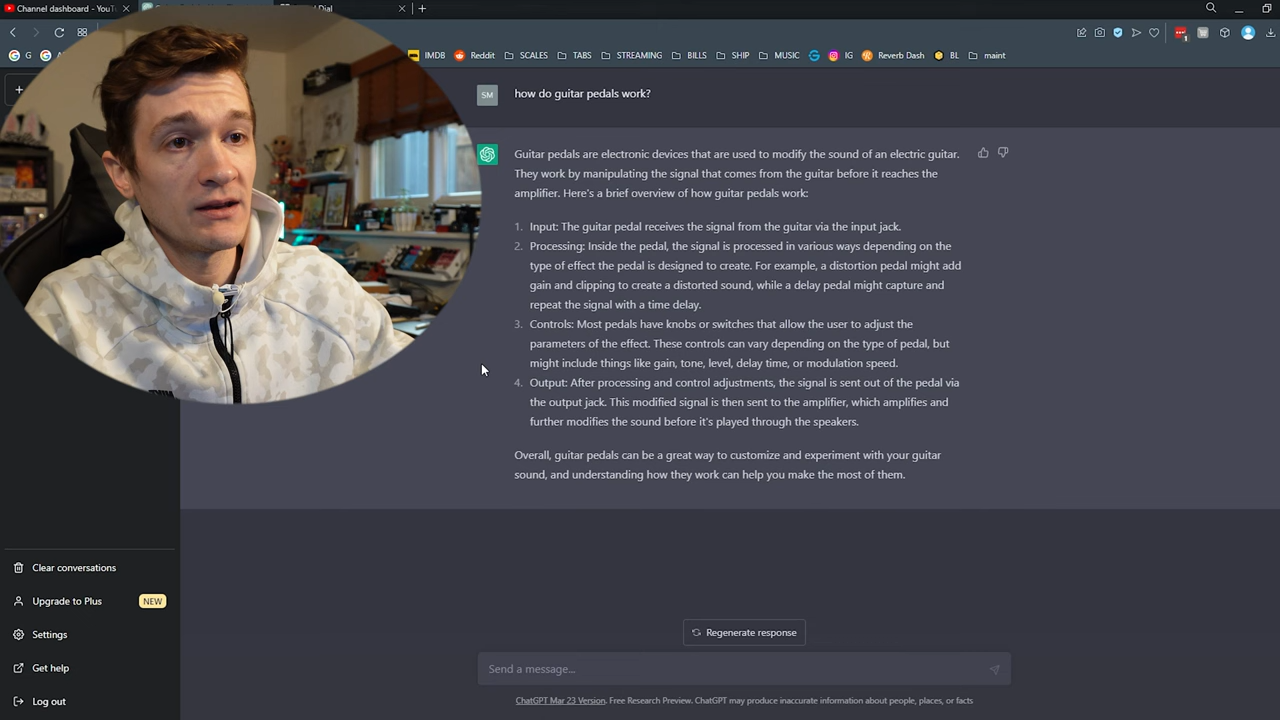 Channel dashboard - YouT
Dial
G
IMDB
Reddit
SCALES
TABS
STREAMING
BILLS
SHIP
MUSIC
IG
Reverb Dash
BL
maint
SM
how do guitar pedals work?
Guitar pedals are electronic devices that are used to modify the sound of an electric guitar.
They work by manipulating the signal that comes from the guitar before it reaches the
amplifier. Here's a brief overview of how guitar pedals work:
1. Input: The guitar pedal receives the signal from the guitar via the input jack.
2. Processing: Inside the pedal, the signal is processed in various ways depending on the
type of effect the pedal is designed to create. For example, a distortion pedal might add
gain and clipping to create a distorted sound, while a delay pedal might capture and
repeat the signal with a time delay.
3. Controls: Most pedals have knobs or switches that allow the user to adjust the
parameters of the effect. These controls can vary depending on the type of pedal, but
might include things like gain, tone, level, delay time, or modulation speed.
4. Output: After processing and control adjustments, the signal is sent out of the pedal via
the output jack. This modified signal is then sent to the amplifier, which amplifies and
further modifies the sound before it's played through the speakers.
Overall, guitar pedals can be a great way to customize and experiment with your guitar
sound, and understanding how they work can help you make the most of them.
Clear conversations
Upgrade to Plus
NEW
Settings
Get help
Log out
Regenerate response
Send a message...
ChatGPT Mar 23 Version. Free Research Preview. ChatGPT may produce inaccurate information about people, places, or facts